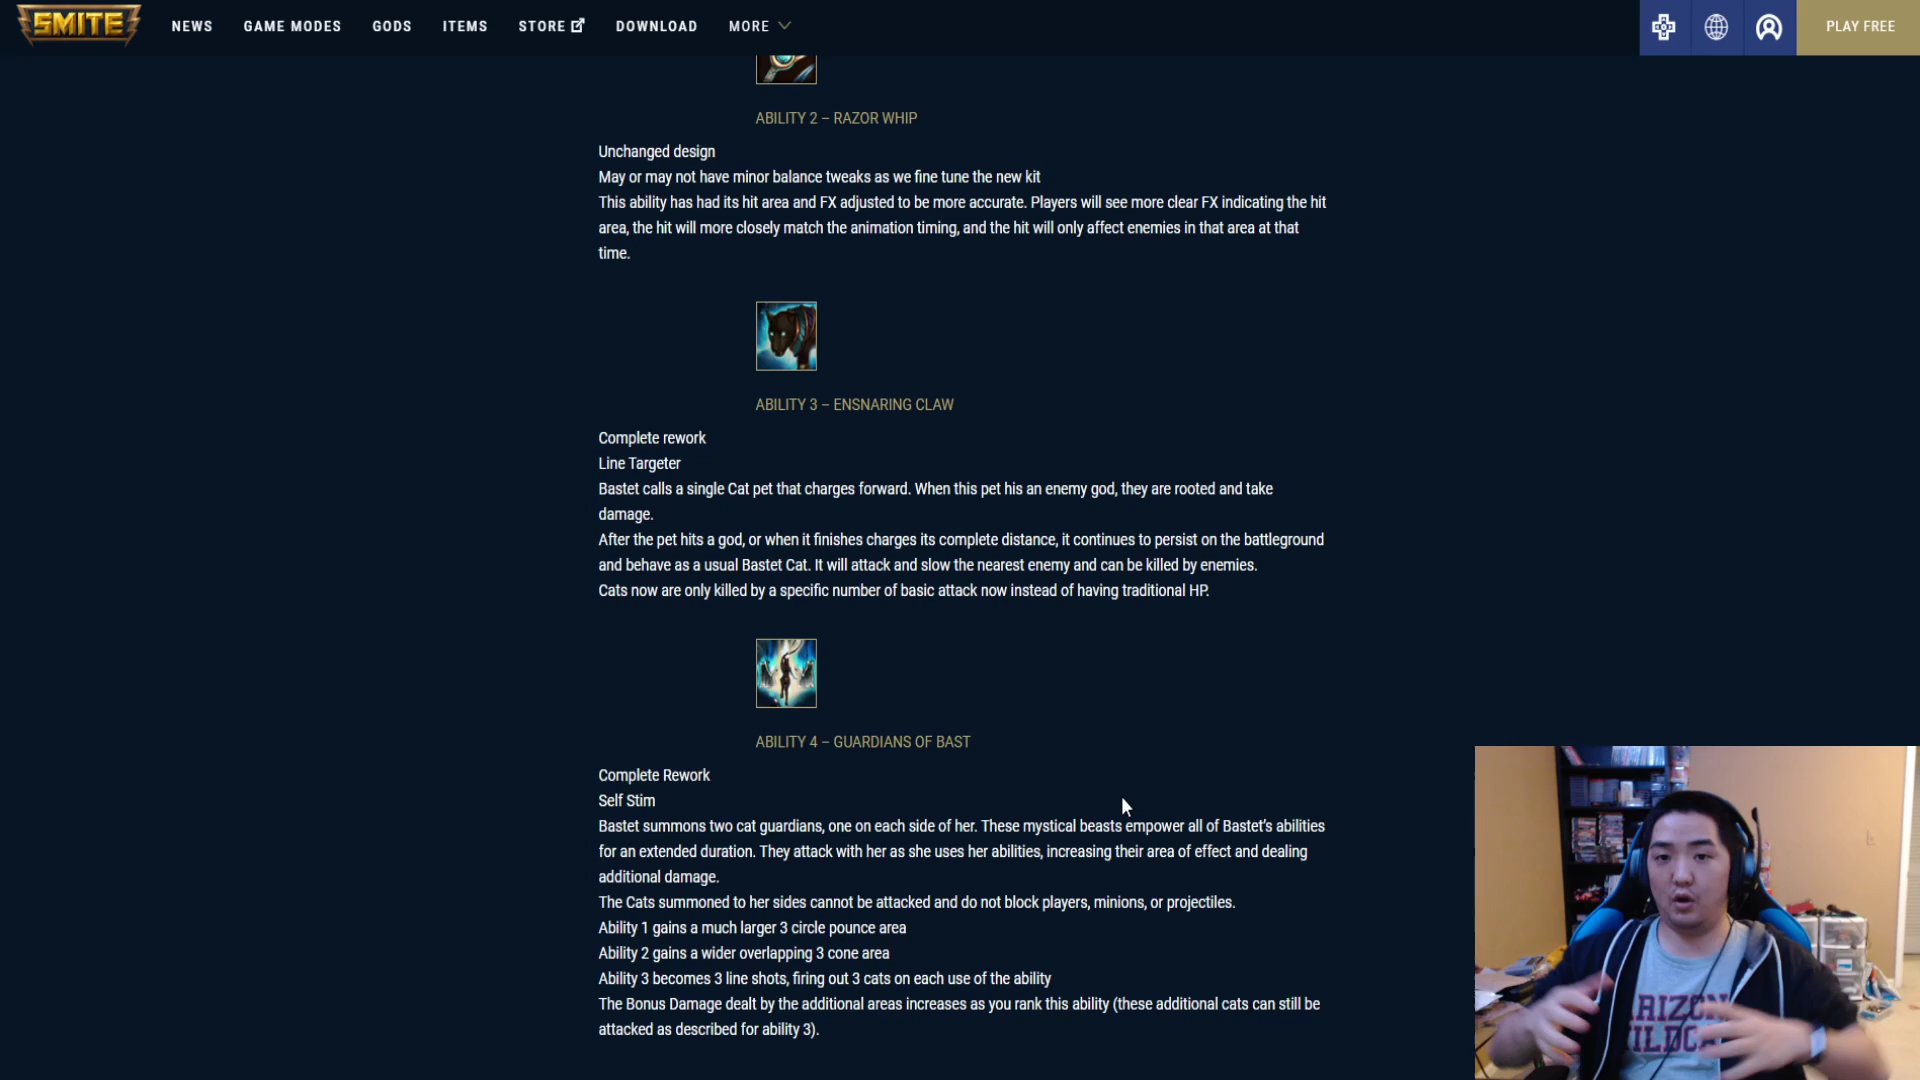 SMITE
NEWS
GAME MODES
GODS
ITEMS
STORE
DOWNLOAD
MORE
PLAY FREE
ABILITY 2 – RAZOR WHIP
Unchanged design
May or may not have minor balance tweaks as we fine tune the new kit
This ability has had its hit area and FX adjusted to be more accurate. Players will see more clear FX indicating the hit
area, the hit will more closely match the animation timing, and the hit will only affect enemies in that area at that
time.
ABILITY 3 – ENSNARING CLAW
Complete rework
Line Targeter
Bastet calls a single Cat pet that charges forward. When this pet his an enemy god, they are rooted and take
damage.
After the pet hits a god, or when it finishes charges its complete distance, it continues to persist on the battleground
and behave as a usual Bastet Cat. It will attack and slow the nearest enemy and can be killed by enemies.
Cats now are only killed by a specific number of basic attack now instead of having traditional HP.
ABILITY 4 – GUARDIANS OF BAST
Complete Rework
Self Stim
Bastet summons two cat guardians, one on each side of her. These mystical beasts empower all of Bastet's abilities
for an extended duration. They attack with her as she uses her abilities, increasing their area of effect and dealing
additional damage.
The Cats summoned to her sides cannot be attacked and do not block players, minions, or projectiles.
Ability 1 gains a much larger 3 circle pounce area
Ability 2 gains a wider overlapping 3 cone area
Ability 3 becomes 3 line shots, firing out 3 cats on each use of the ability
The Bonus Damage dealt by the additional areas increases as you rank this ability (these additional cats can still be
attacked as described for ability 3).